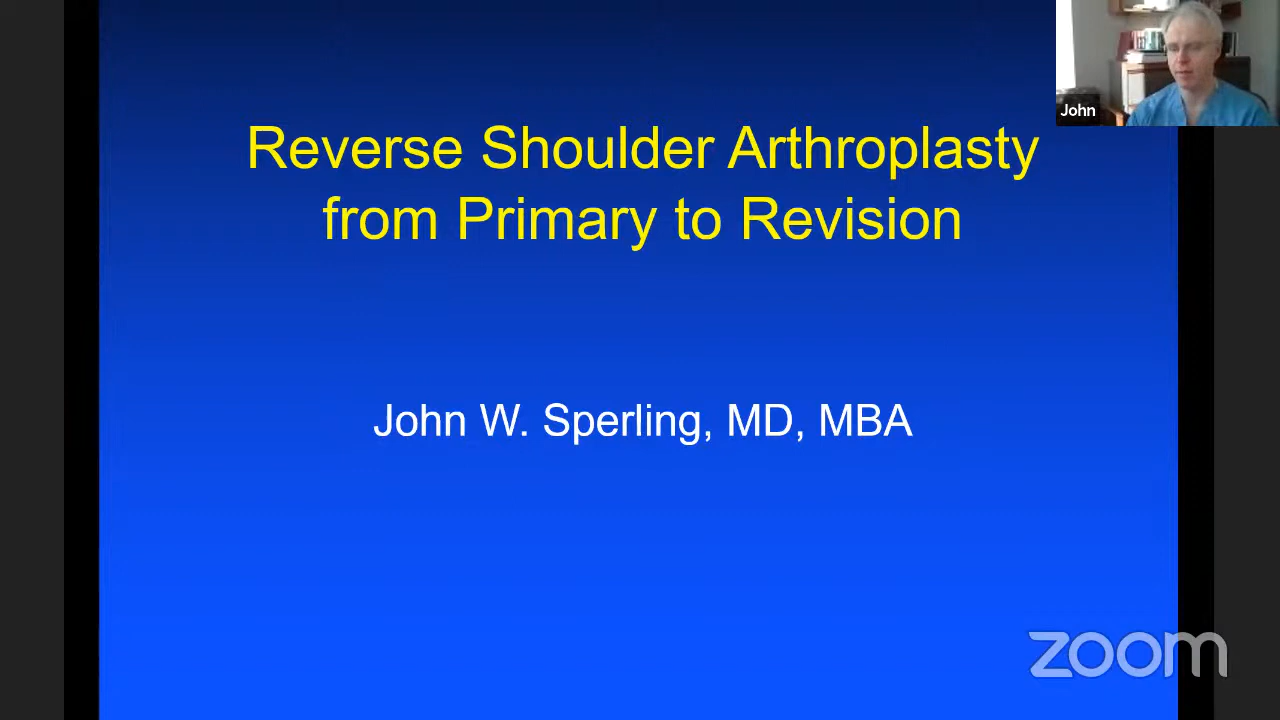 John
Reverse Shoulder Arthroplasty
from Primary to Revision
John W. Sperling, MD, MBA
zoom